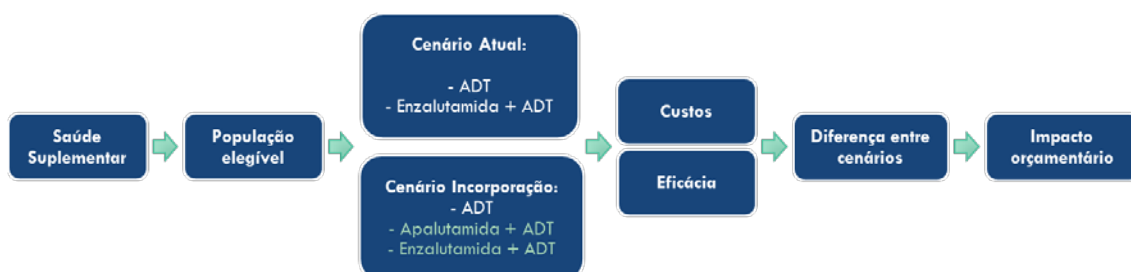 Saúde
Suplementar
População
elegível
Cenário Atual:
- ADT
- Enzalutamida + ADT
Cenário Incorporação:
- ADT
- Apalutamida + ADT
- Enzalutamida + ADT
Custos
Eficácia
Diferença entre
cenários
Impacto
orçamentário